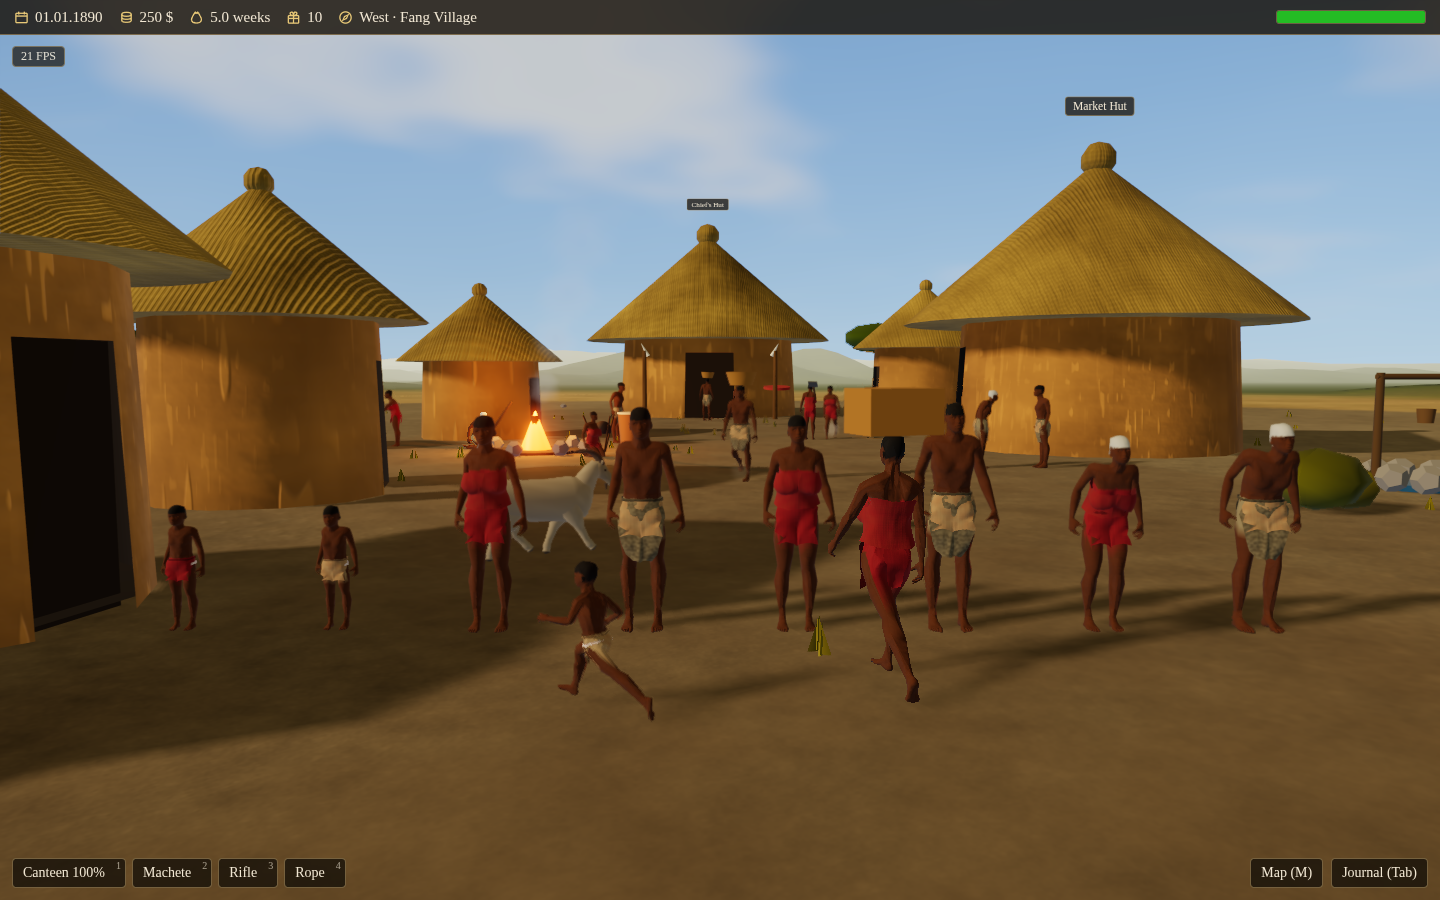 01.01.1890 250 $ 5.0 weeks 10 West · Fang Village
21 FPS
Market Hut
Chief's Hut
Canteen 100% 1 Machete 2 Rifle 3 Rope 4 Map (M) Journal (Tab)